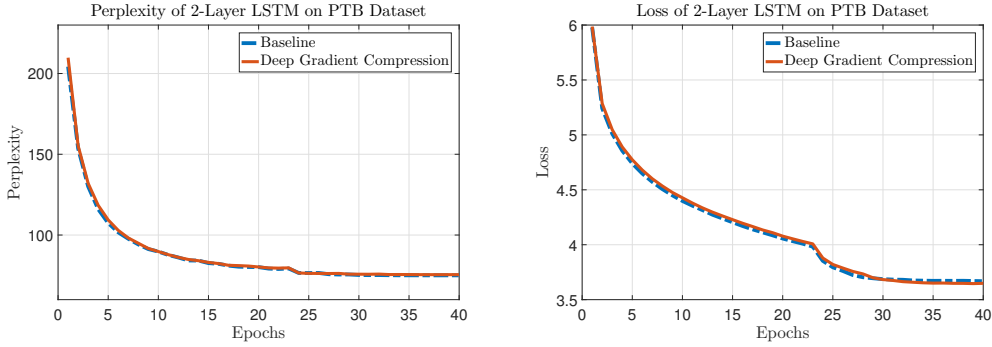 Perplexity of 2-Layer LSTM on PTB Dataset
Baseline
Deep Gradient Compression
200
150
100
Perplexity
0 5 10 15 20 25 30 35 40
Epochs
Loss of 2-Layer LSTM on PTB Dataset
Baseline
Deep Gradient Compression
6
5.5
5
4.5
4
3.5
Loss
0 5 10 15 20 25 30 35 40
Epochs